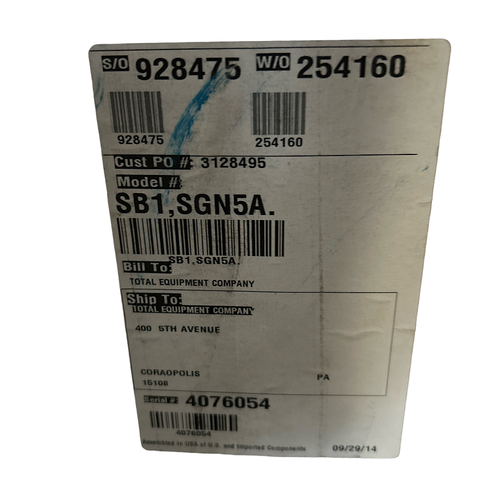 S/O 928475 W/O 254160
928475 254160
Cust PO #: 3128495
Model #:
SB1,SGN5A.
SB1,SGN5A.
Bill To:
TOTAL EQUIPMENT COMPANY
Ship To:
TOTAL EQUIPMENT COMPANY
400 5TH AVENUE
CORAOPOLIS PA
15108
Serial #: 4076054
4076054
Assembled in USA of U.S. and Imported Components 09/29/14